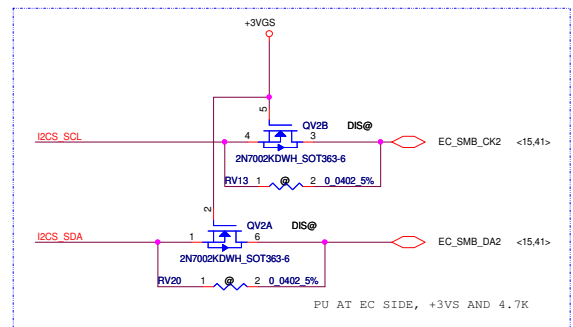 +3VGS
5
QV2B DIS@
I2CS_SCL 4 3 EC_SMB_CK2 <15,41>
2N7002KDWH_SOT363-6
RV13 1 @ 2 0_0402_5%
2
QV2A DIS@
I2CS_SDA 1 6 EC_SMB_DA2 <15,41>
2N7002KDWH_SOT363-6
RV20 1 @ 2 0_0402_5%
PU AT EC SIDE, +3VS AND 4.7K